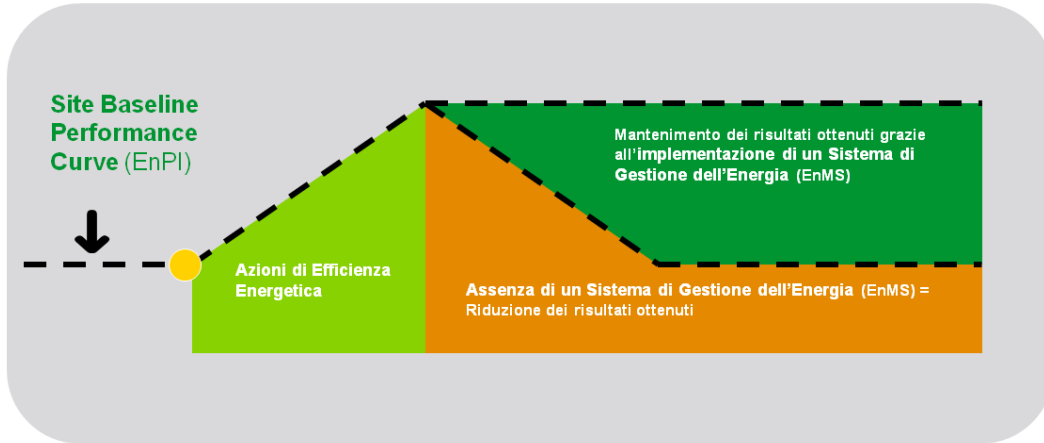 Site Baseline
Performance
Curve (EnPI)
Mantenimento dei risultati ottenuti grazie
all'implementazione di un Sistema di
Gestione dell'Energia (EnMS)
Azioni di Efficienza
Energetica
Assenza di un Sistema di Gestione dell'Energia (EnMS) =
Riduzione dei risultati ottenuti